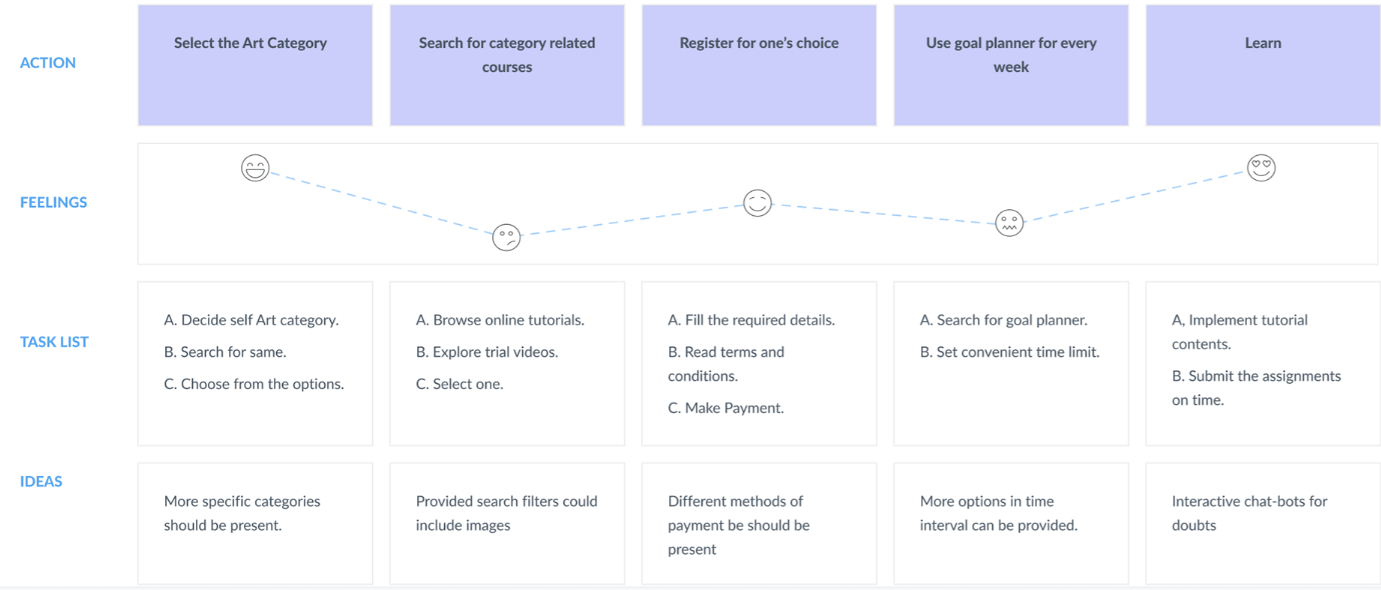 ACTION
Select the Art Category
Search for category related
courses
Register for one's choice
Use goal planner for every
week
Learn
FEELINGS
TASK LIST
A. Decide self Art category.
B. Search for same.
C. Choose from the options.
A. Browse online tutorials.
B. Explore trial videos.
C. Select one.
A. Fill the required details.
B. Read terms and
conditions.
C. Make Payment.
A. Search for goal planner.
B. Set convenient time limit.
A, Implement tutorial
contents.
B. Submit the assignments
on time.
IDEAS
More specific categories
should be present.
Provided search filters could
include images
Different methods of
payment be should be
present
More options in time
interval can be provided.
Interactive chat-bots for
doubts